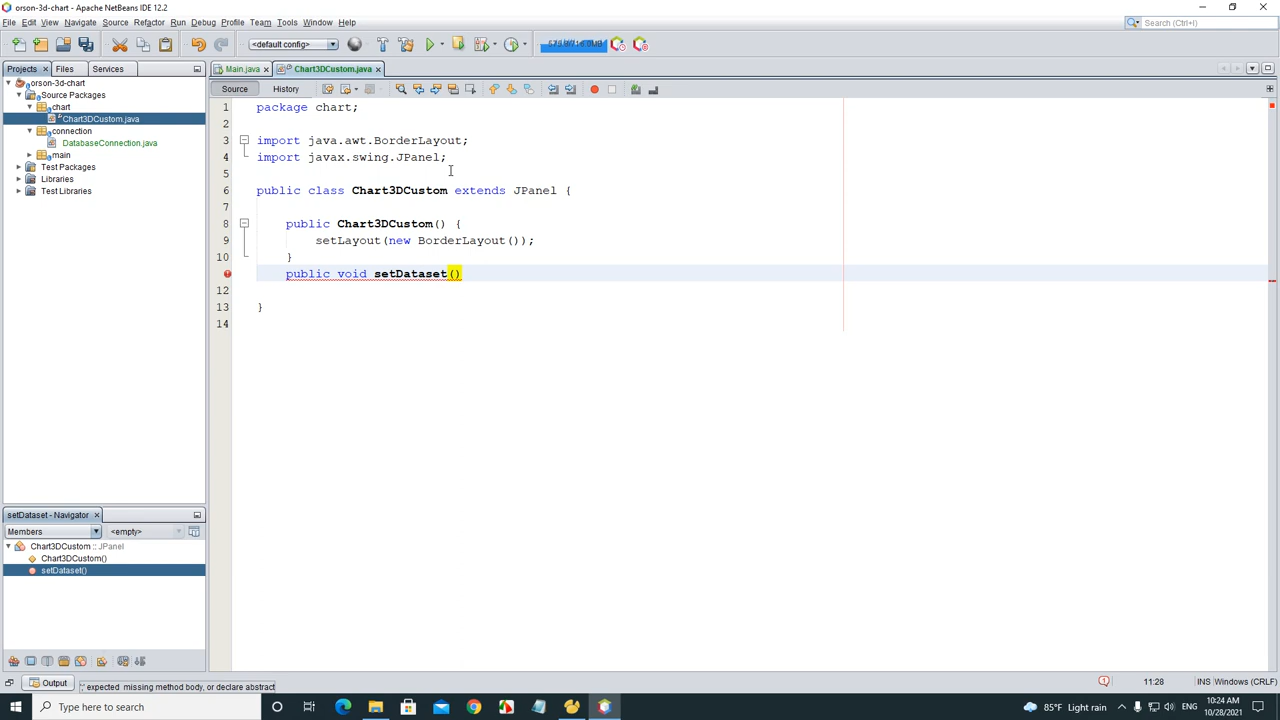 orson-3d-chart - Apache NetBeans IDE 12.2
File Edit View Navigate Source Refactor Run Debug Profile Team Tools Window Help
Search (Ctrl+I)
<default config>
Projects Files Services
Main.java Chart3DCustom.java
Source History
orson-3d-chart
Source Packages
chart
Chart3DCustom.java
connection
DatabaseConnection.java
main
Test Packages
Libraries
Test Libraries
1 package chart;
2
3 import java.awt.BorderLayout;
4 import javax.swing.JPanel;
5
6 public class Chart3DCustom extends JPanel {
7
8 public Chart3DCustom() {
9 setLayout(new BorderLayout());
10 }
public void setDataset()
12
13 }
14
setDataset - Navigator
Members <empty>
Chart3DCustom :: JPanel
Chart3DCustom()
setDataset()
Output
';' expected missing method body, or declare abstract
11:28 INS Windows (CRLF)
Type here to search
85°F Light rain
ENG
10:24 AM
10/28/2021